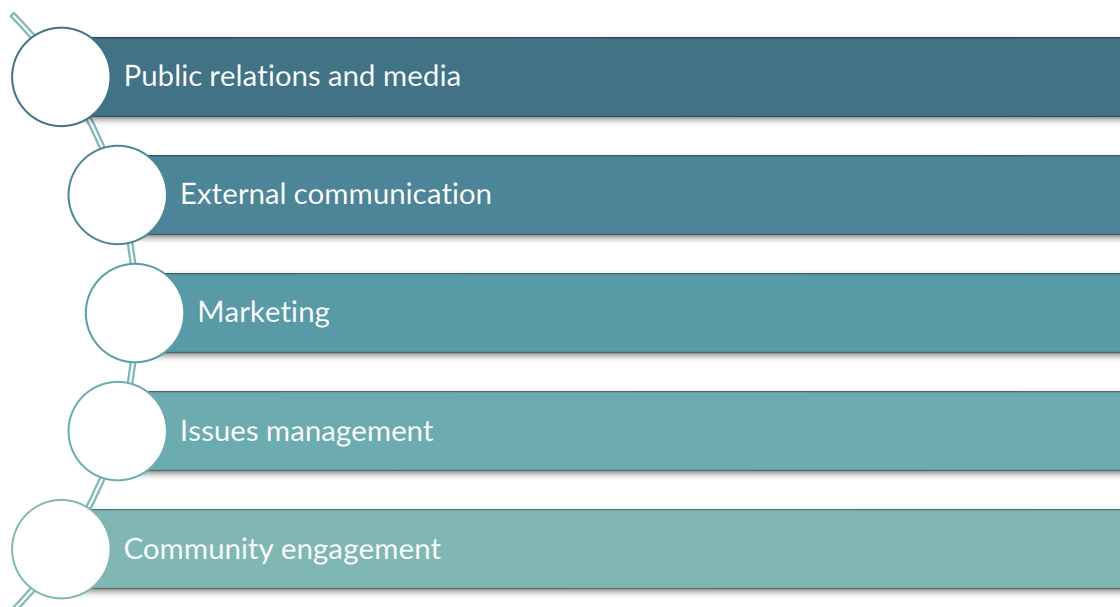 Public relations and media
External communication
Marketing
Issues management
Community engagement